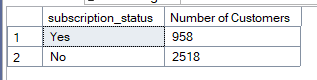 subscription_status Number of Customers
1 Yes 958
2 No 2518